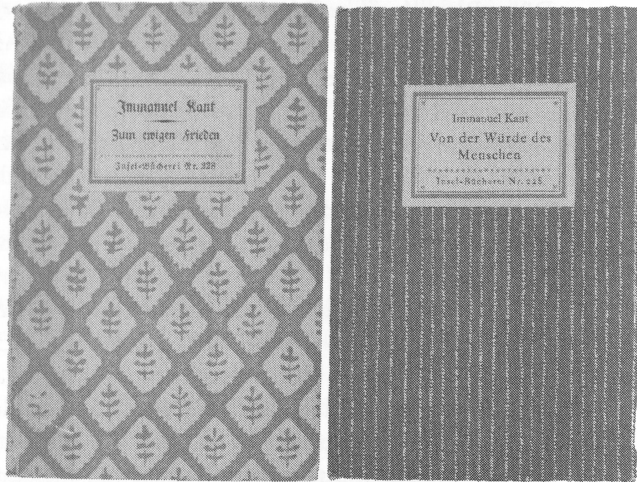 Immanuel Kant
Zum ewigen Frieden
Insel-Bücherei Nr. 228
Immanuel Kant
Von der Würde des
Menschen
Insel-Bücherei Nr. 225